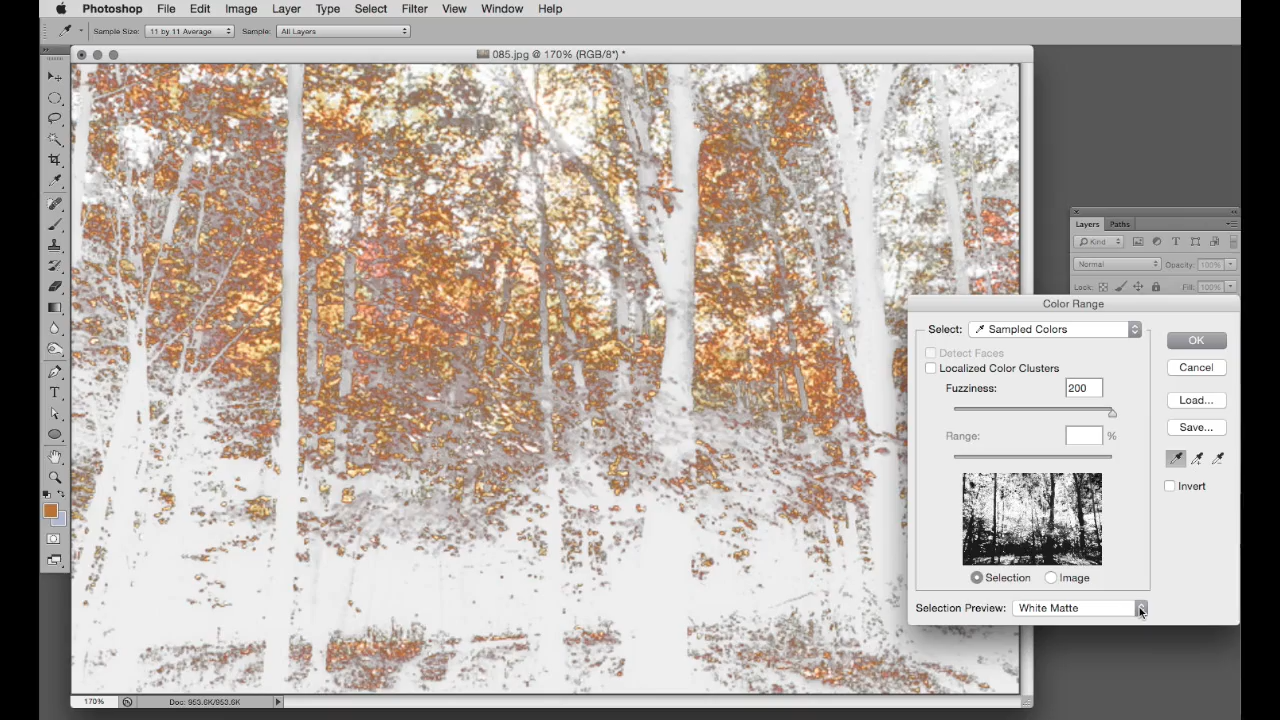 Photoshop File Edit Image Layer Type Select Filter View Window Help
Sample Size: 11 by 11 Average Sample: All Layers
085.jpg @ 170% (RGB/8*) *
Layers Paths
Kind
Normal Opacity: 100%
Lock: Fill: 100%
Color Range
Select: Sampled Colors
OK
Detect Faces
Localized Color Clusters
Cancel
Fuzziness: 200
Load...
Save...
Range: %
Invert
Selection Image
Selection Preview: White Matte
170% Doc: 953.6K/953.6K